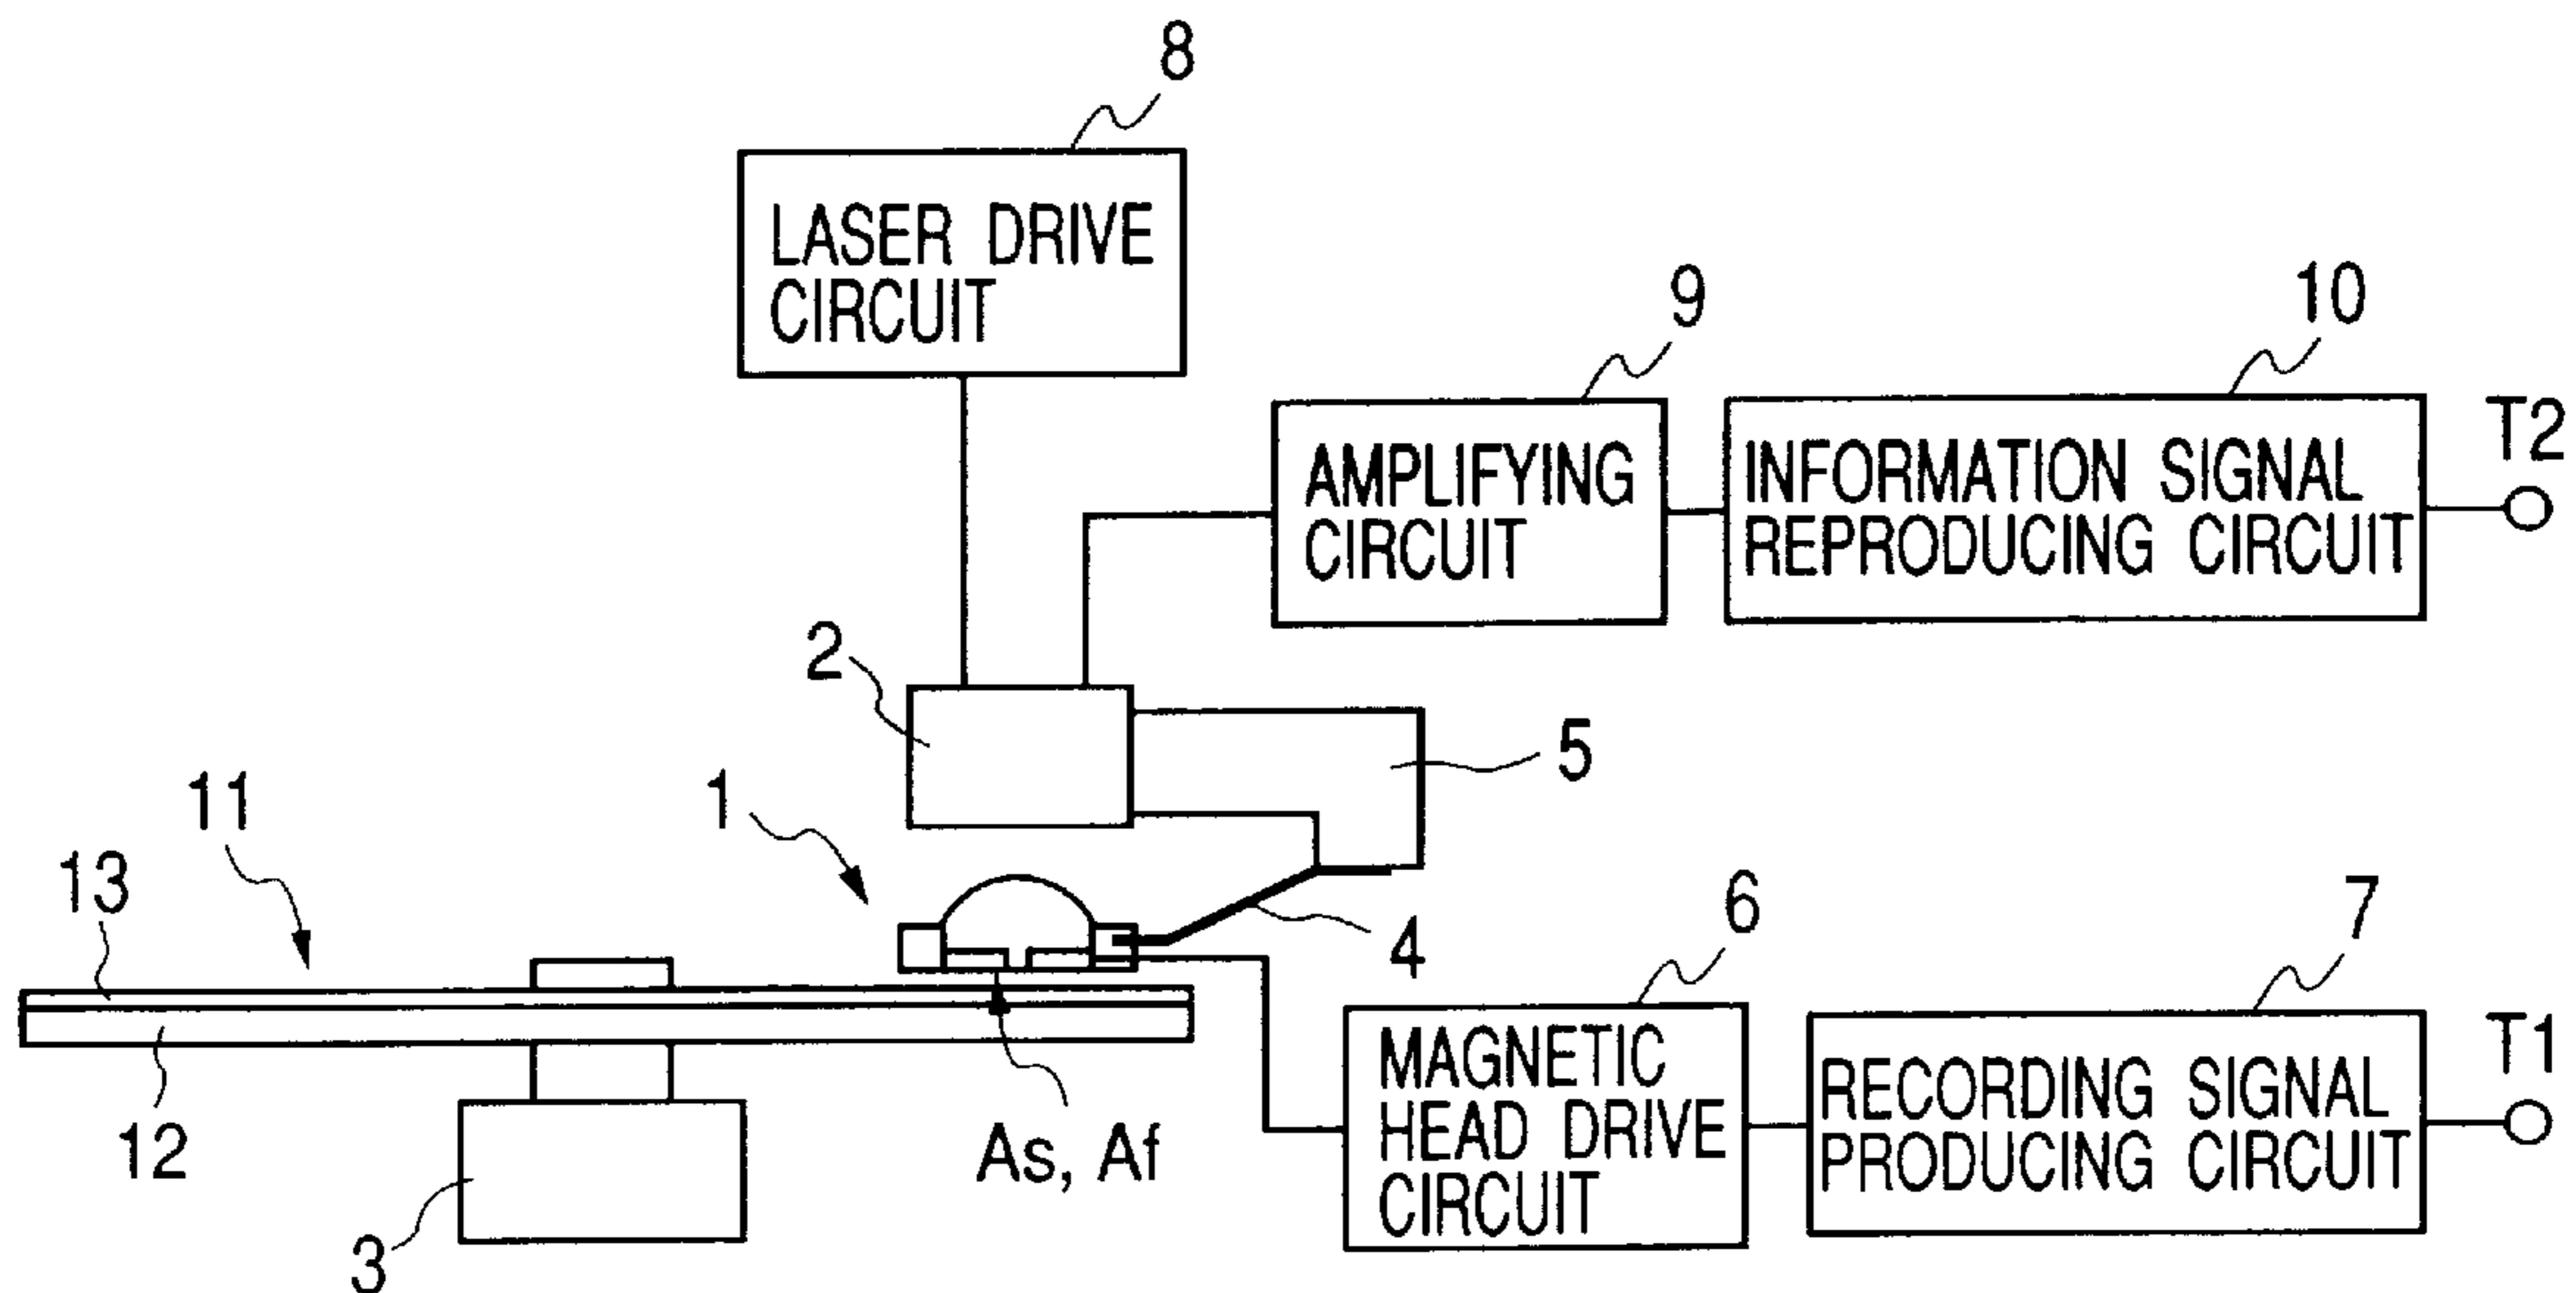 8
LASER DRIVE
CIRCUIT
9
10
T2
AMPLIFYING
CIRCUIT
INFORMATION SIGNAL
REPRODUCING CIRCUIT
2
5
1
11
13
4
6
7
T1
MAGNETIC
HEAD DRIVE
CIRCUIT
RECORDING SIGNAL
PRODUCING CIRCUIT
12
As, Af
3